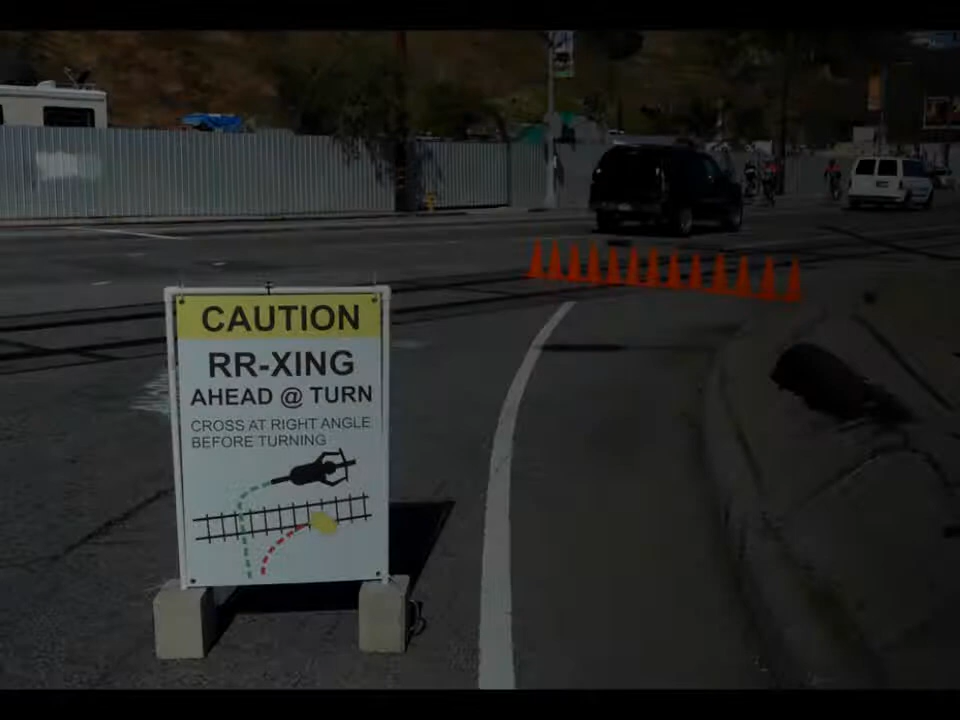 CAUTION
RR-XING
AHEAD @ TURN
CROSS AT RIGHT ANGLE
BEFORE TURNING